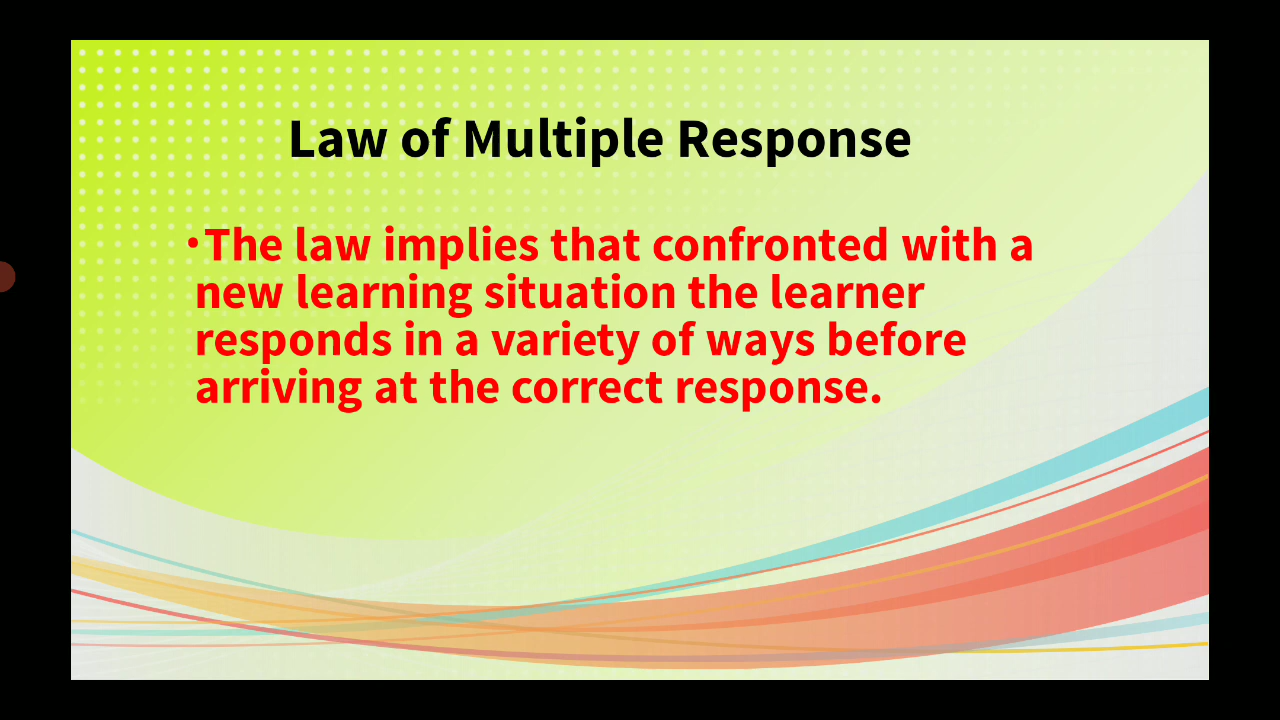 Law of Multiple Response
•The law implies that confronted with a
new learning situation the learner
responds in a variety of ways before
arriving at the correct response.